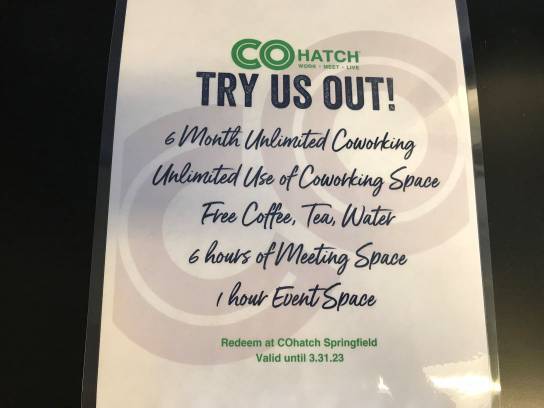 COHATCH
WORK • MEET • LIVE
TRY US OUT!
6 Month Unlimited Coworking
Unlimited Use of Coworking Space
Free Coffee, Tea, Water
6 hours of Meeting Space
1 hour Event Space
Redeem at COhatch Springfield
Valid until 3.31.23